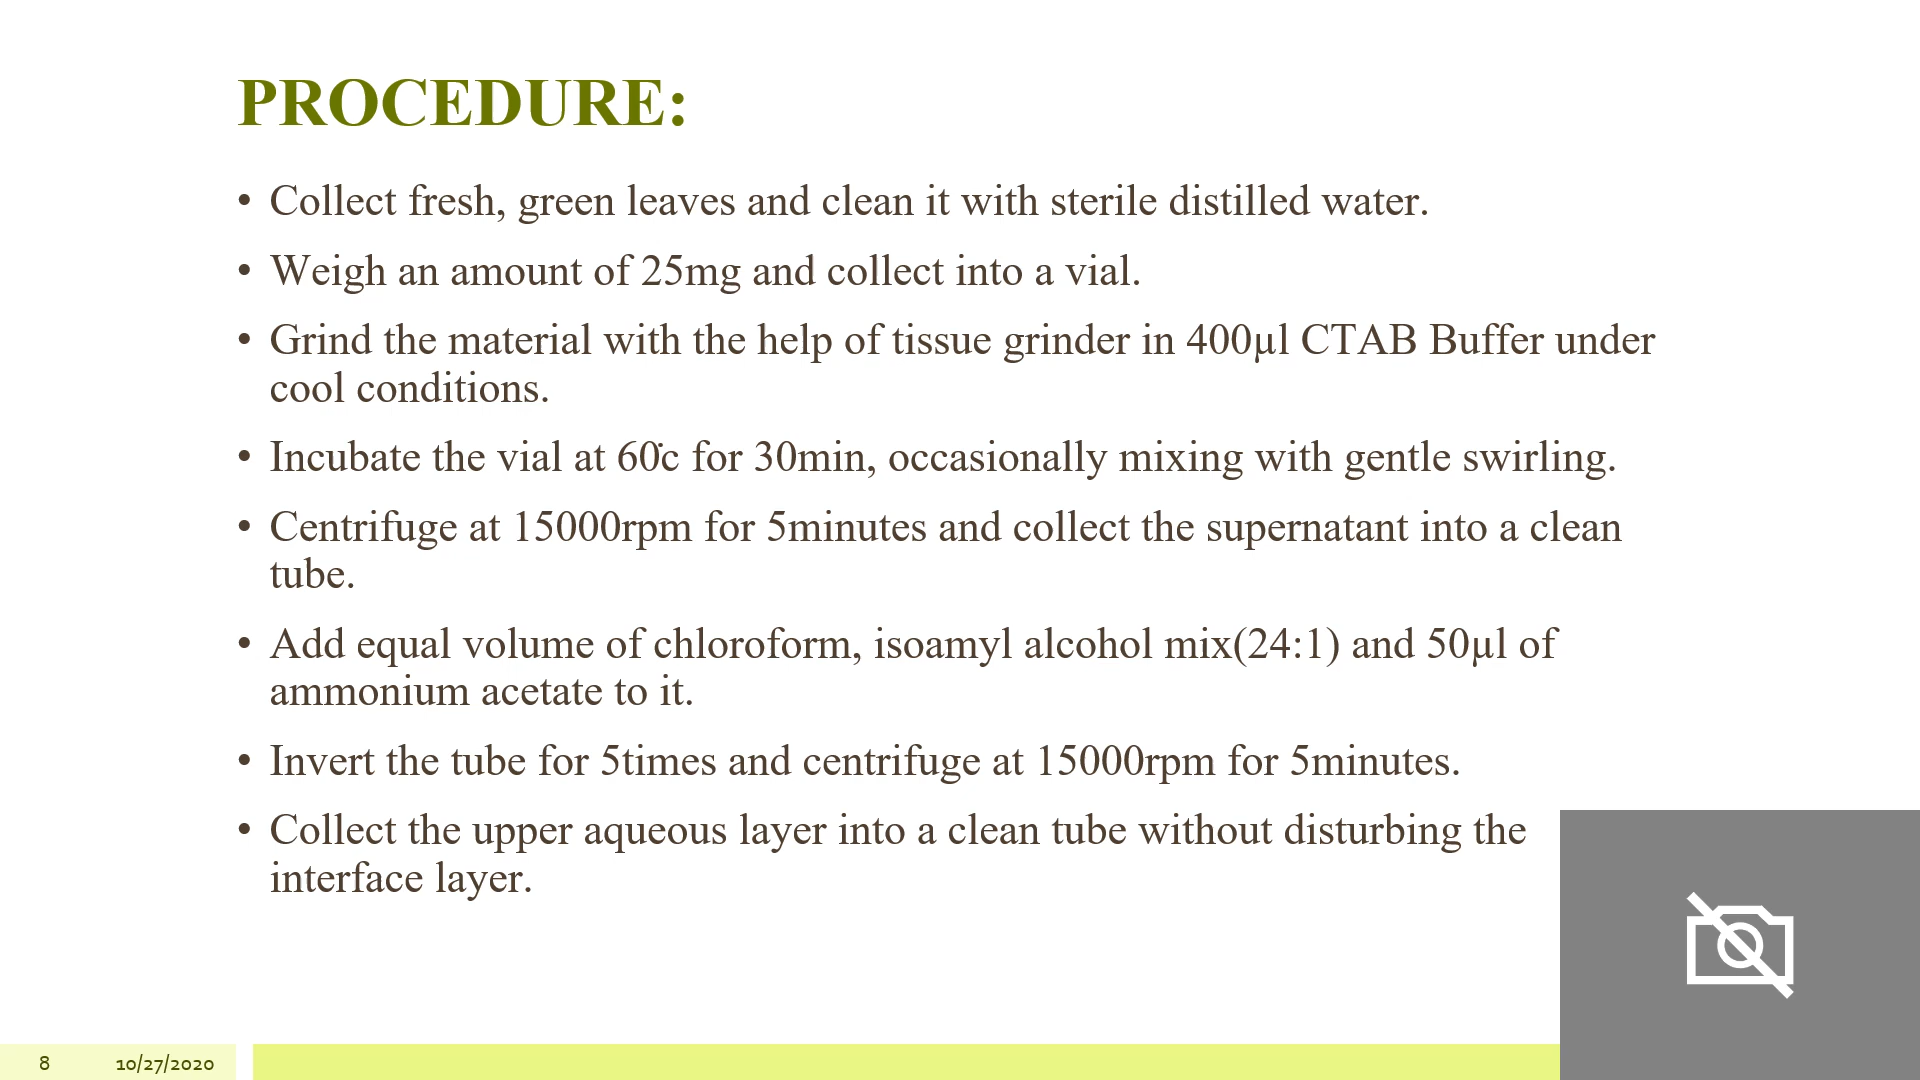 PROCEDURE:
• Collect fresh, green leaves and clean it with sterile distilled water.
• Weigh an amount of 25mg and collect into a vial.
• Grind the material with the help of tissue grinder in 400µl CTAB Buffer under
cool conditions.
• Incubate the vial at 60̇c for 30min, occasionally mixing with gentle swirling.
• Centrifuge at 15000rpm for 5minutes and collect the supernatant into a clean
tube.
• Add equal volume of chloroform, isoamyl alcohol mix(24:1) and 50µl of
ammonium acetate to it.
• Invert the tube for 5times and centrifuge at 15000rpm for 5minutes.
• Collect the upper aqueous layer into a clean tube without disturbing the
interface layer.
8 10/27/2020